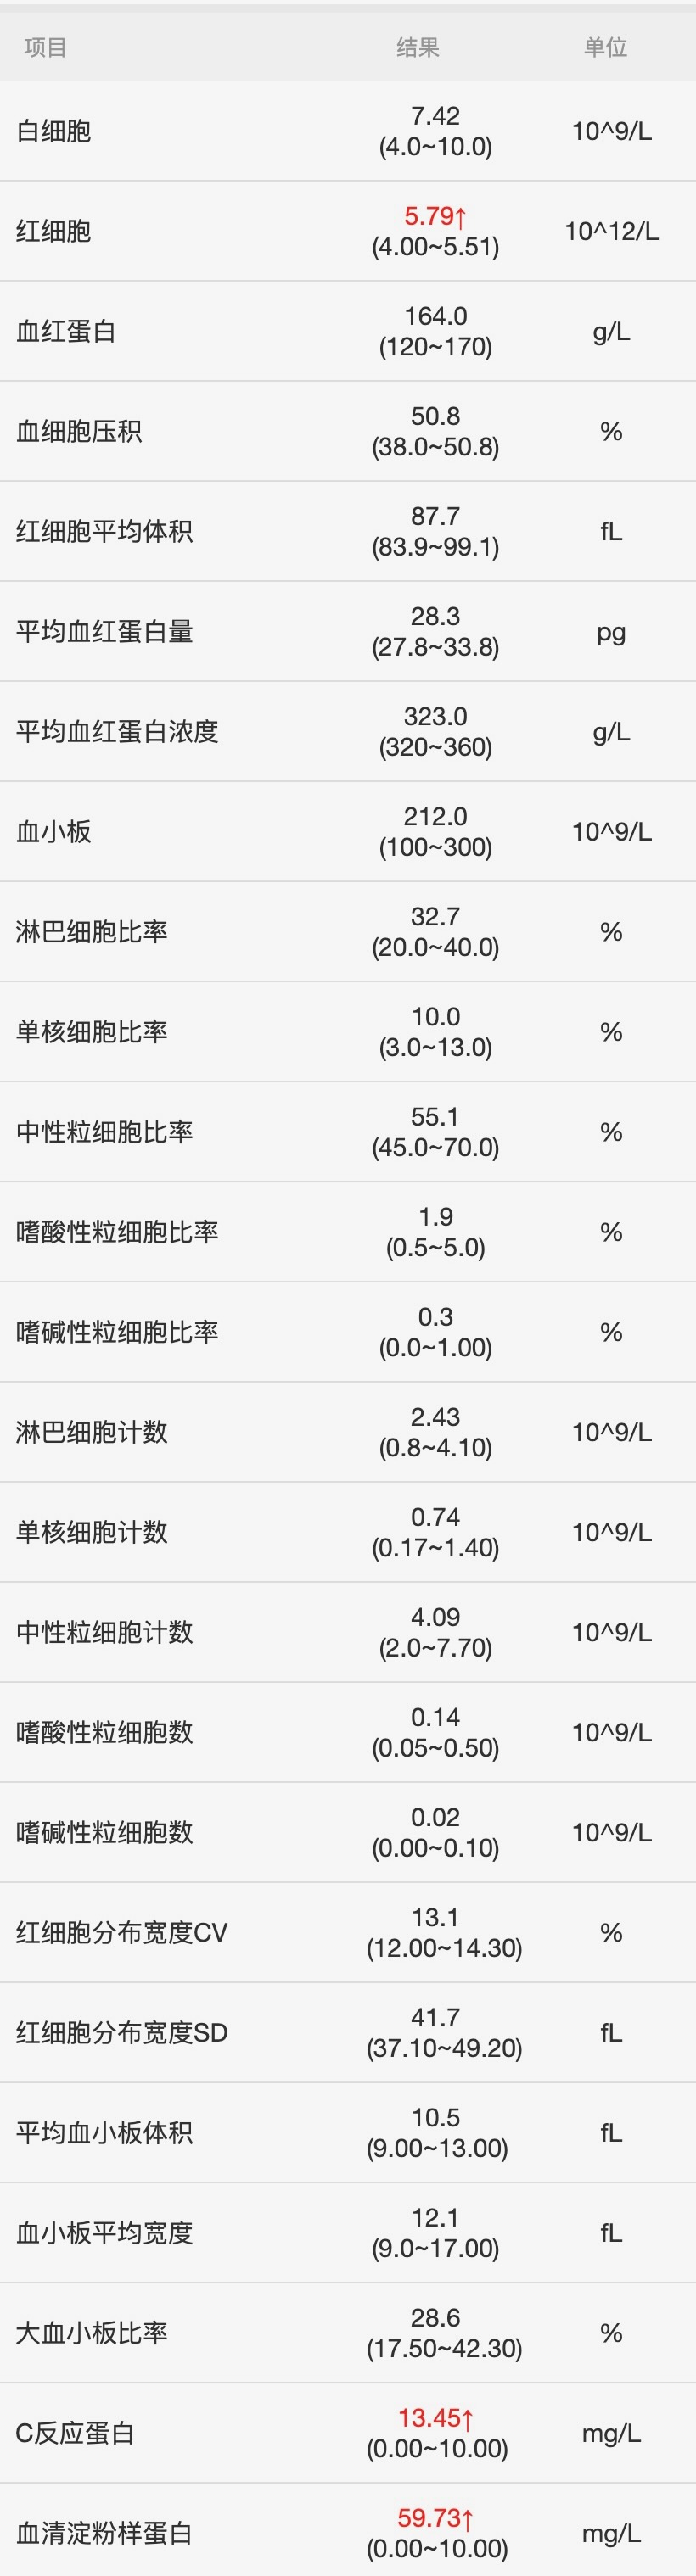 项目 结果 单位
白细胞 7.42 (4.0~10.0) 10^9/L
红细胞 5.79↑ (4.00~5.51) 10^12/L
血红蛋白 164.0 (120~170) g/L
血细胞压积 50.8 (38.0~50.8) %
红细胞平均体积 87.7 (83.9~99.1) fL
平均血红蛋白量 28.3 (27.8~33.8) pg
平均血红蛋白浓度 323.0 (320~360) g/L
血小板 212.0 (100~300) 10^9/L
淋巴细胞比率 32.7 (20.0~40.0) %
单核细胞比率 10.0 (3.0~13.0) %
中性粒细胞比率 55.1 (45.0~70.0) %
嗜酸性粒细胞比率 1.9 (0.5~5.0) %
嗜碱性粒细胞比率 0.3 (0.0~1.00) %
淋巴细胞计数 2.43 (0.8~4.10) 10^9/L
单核细胞计数 0.74 (0.17~1.40) 10^9/L
中性粒细胞计数 4.09 (2.0~7.70) 10^9/L
嗜酸性粒细胞数 0.14 (0.05~0.50) 10^9/L
嗜碱性粒细胞数 0.02 (0.00~0.10) 10^9/L
红细胞分布宽度CV 13.1 (12.00~14.30) %
红细胞分布宽度SD 41.7 (37.10~49.20) fL
平均血小板体积 10.5 (9.00~13.00) fL
血小板平均宽度 12.1 (9.0~17.00) fL
大血小板比率 28.6 (17.50~42.30) %
C反应蛋白 13.45↑ (0.00~10.00) mg/L
血清淀粉样蛋白 59.73↑ (0.00~10.00) mg/L